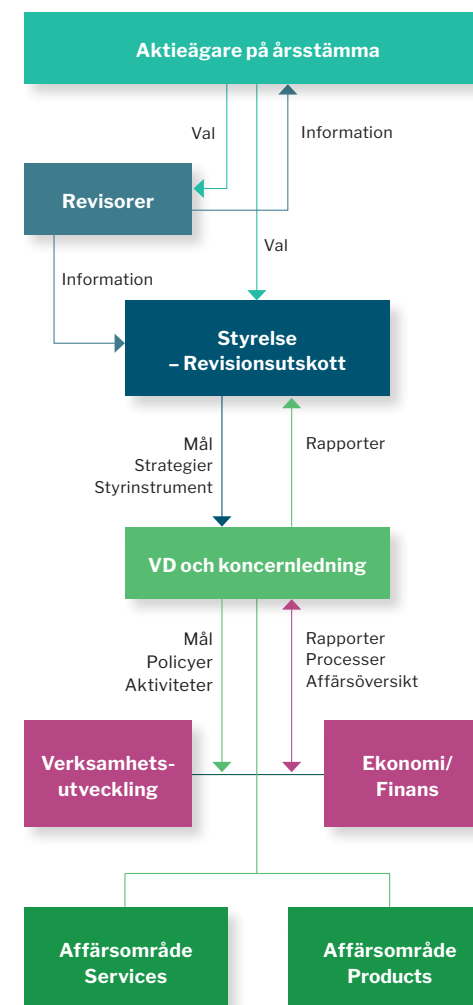 Aktieägare på årsstämma
Val
Information
Revisorer
Val
Information
Styrelse
– Revisionsutskott
Mål
Strategier
Styrinstrument
Rapporter
VD och koncernledning
Mål
Policyer
Aktiviteter
Rapporter
Processer
Affärsöversikt
Verksamhets-
utveckling
Ekonomi/
Finans
Affärsområde
Services
Affärsområde
Products